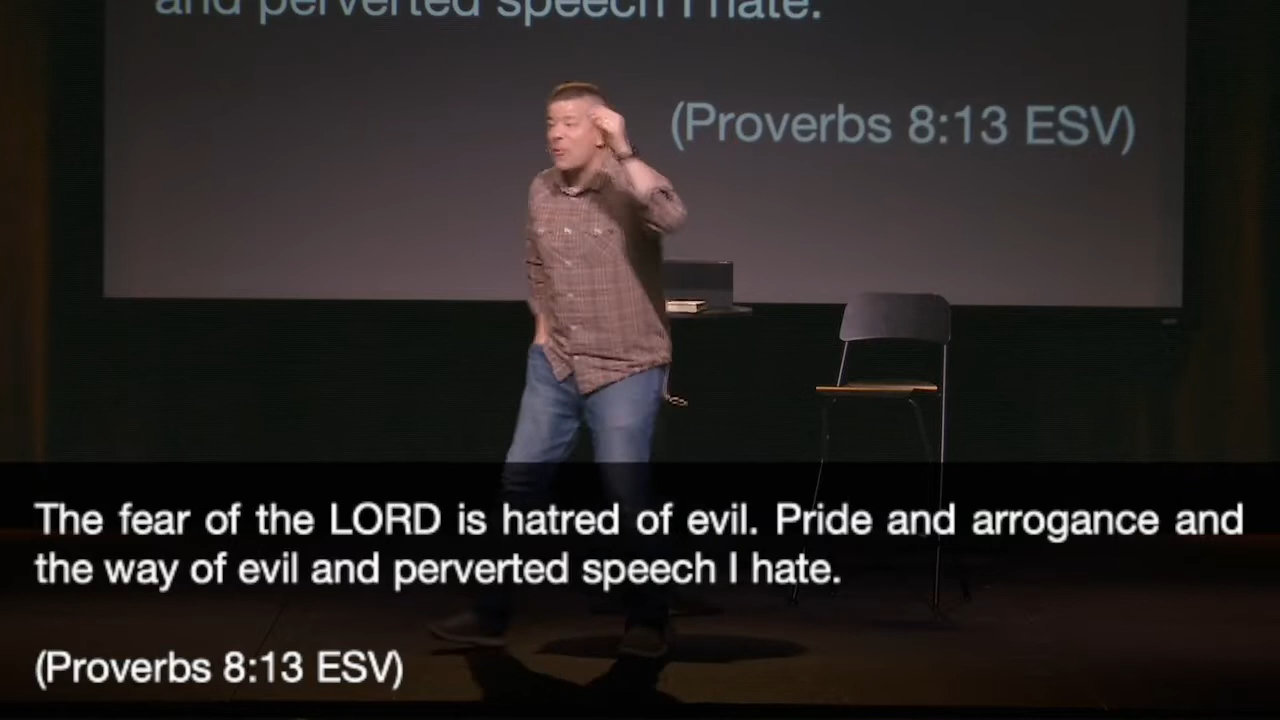 and perverted speech I hate.
(Proverbs 8:13 ESV)
The fear of the LORD is hatred of evil. Pride and arrogance and
the way of evil and perverted speech I hate.
(Proverbs 8:13 ESV)